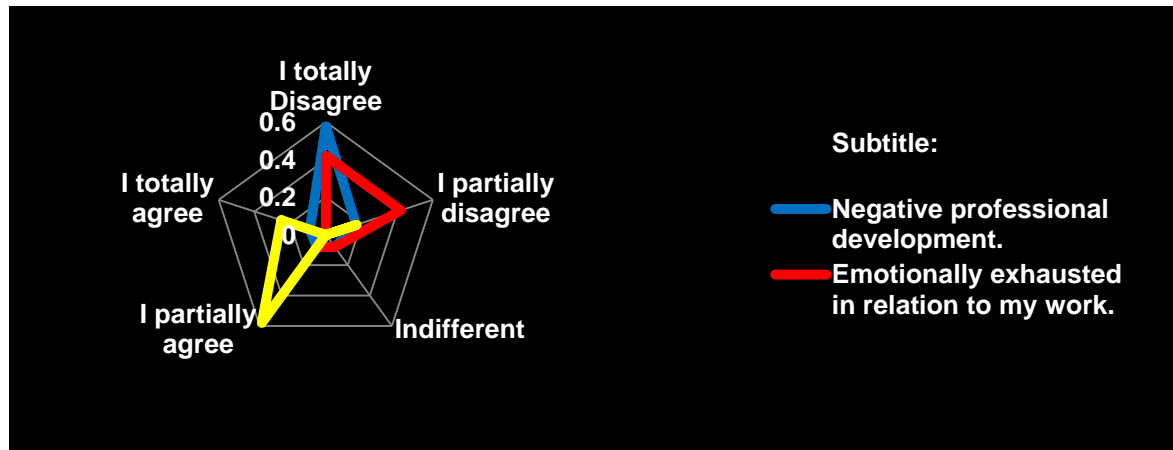 I totally
Disagree
0.6
0.4
0.2
0
I totally
agree
I partially
disagree
I partially
agree
Indifferent
Subtitle:
Negative professional
development.
Emotionally exhausted
in relation to my work.